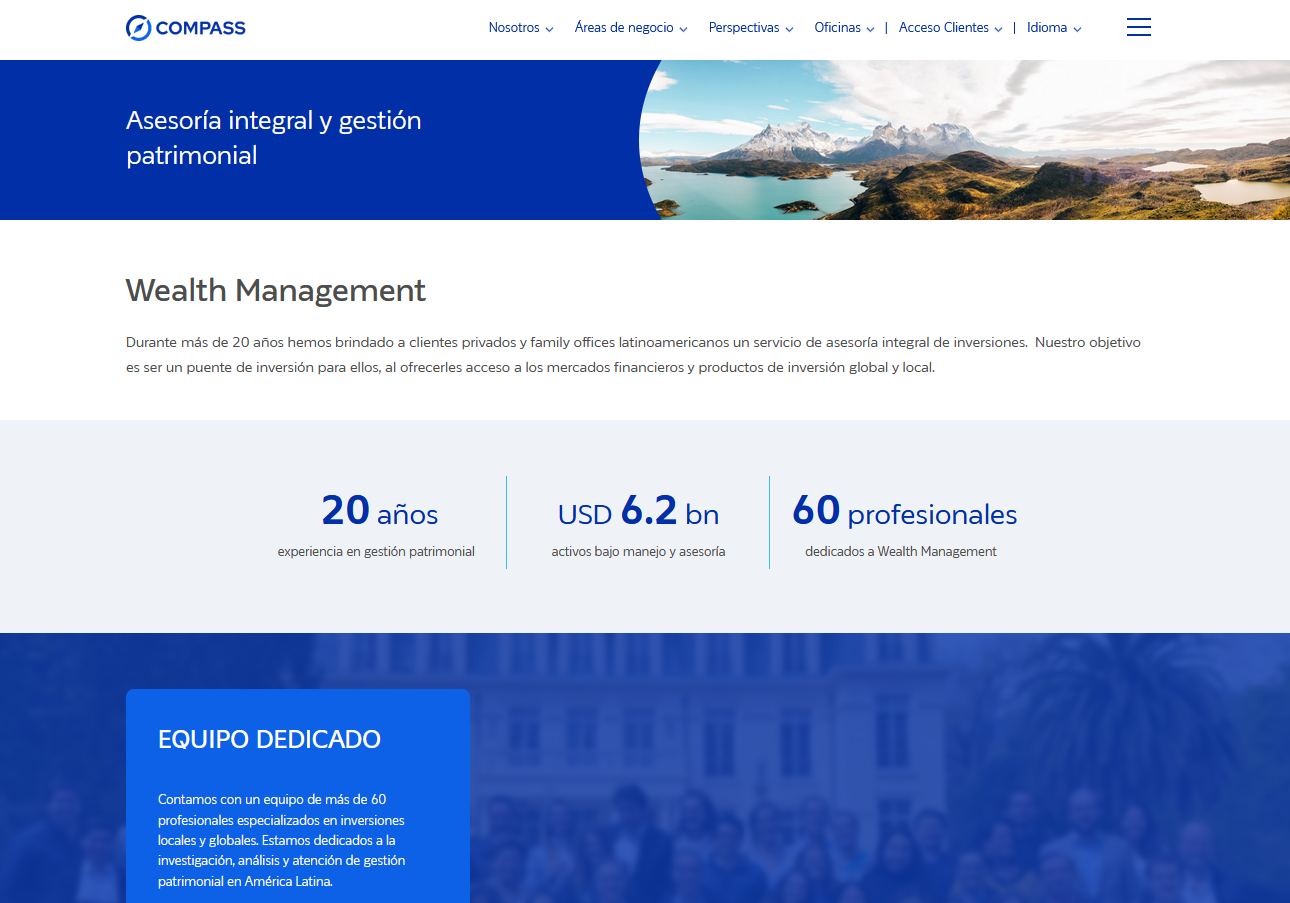 COMPASS
Nosotros Áreas de negocio Perspectivas Oficinas | Acceso Clientes | Idioma
Asesoría integral y gestión
patrimonial
Wealth Management
Durante más de 20 años hemos brindado a clientes privados y family offices latinoamericanos un servicio de asesoría integral de inversiones. Nuestro objetivo
es ser un puente de inversión para ellos, al ofrecerles acceso a los mercados financieros y productos de inversión global y local.
20 años
experiencia en gestión patrimonial
USD 6.2 bn
activos bajo manejo y asesoría
60 profesionales
dedicados a Wealth Management
EQUIPO DEDICADO
Contamos con un equipo de más de 60
profesionales especializados en inversiones
locales y globales. Estamos dedicados a la
investigación, análisis y atención de gestión
patrimonial en América Latina.